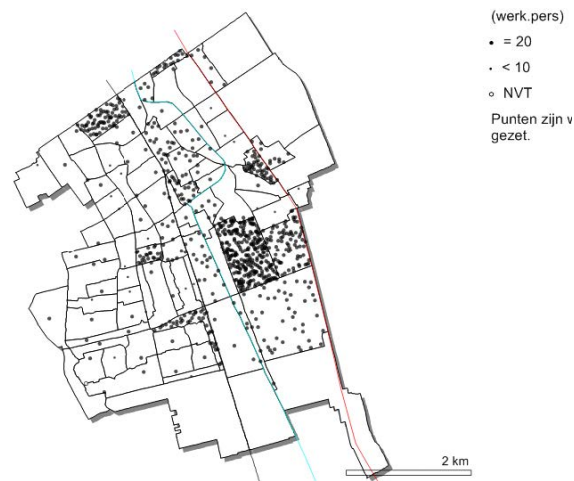 (werk.pers)
= 20
< 10
NVT
Punten zijn w
gezet.
2 km